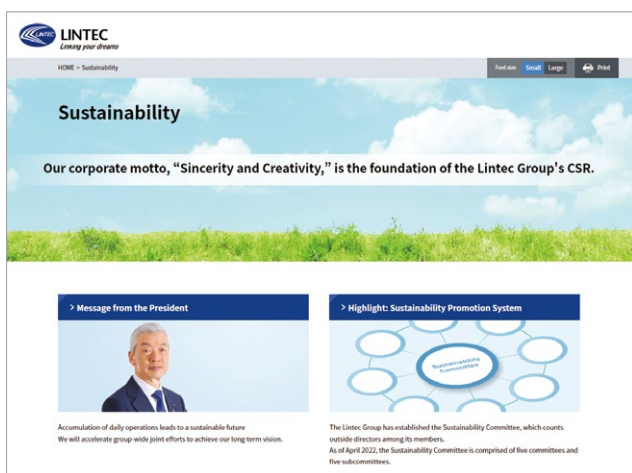 LINTEC
LINTEC
Linking your dreams
HOME > Sustainability
Font size Small Large Print
Sustainability
Our corporate motto, “Sincerity and Creativity,” is the foundation of the Lintec Group's CSR.
> Message from the President
Accumulation of daily operations leads to a sustainable future
We will accelerate group-wide joint efforts to achieve our long-term vision.
> Highlight: Sustainability Promotion System
Sustainability
Committee
The Lintec Group has established the Sustainability Committee, which counts
outside directors among its members.
As of April 2022, the Sustainability Committee is comprised of five committees and
five subcommittees.